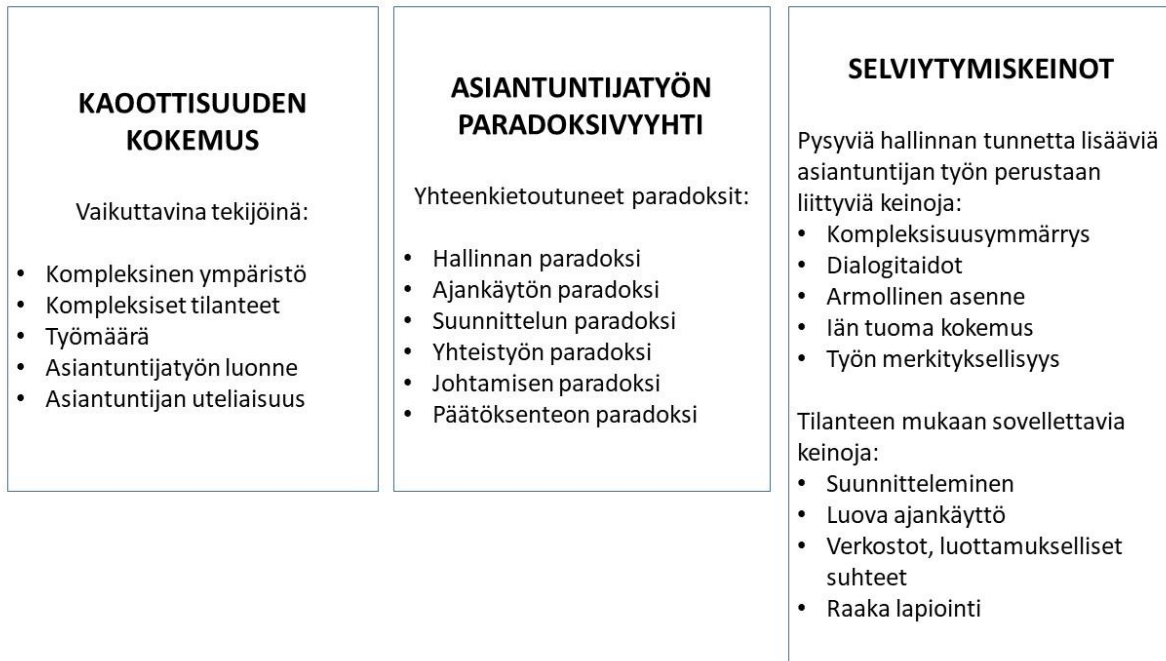 KAOOTTISUUDEN
KOKEMUS
Vaikuttavina tekijöinä:
• Kompleksinen ympäristö
• Kompleksiset tilanteet
• Työmäärä
• Asiantuntijatyön luonne
• Asiantuntijan uteliaisuus
ASIANTUNTIJATYÖN
PARADOKSIVYYHTI
Yhteenkietoutuneet paradoksit:
• Hallinnan paradoksi
• Ajankäytön paradoksi
• Suunnittelun paradoksi
• Yhteistyön paradoksi
• Johtamisen paradoksi
• Päätöksenteon paradoksi
SELVIYTYMISKEINOT
Pysyviä hallinnan tunnetta lisääviä
asiantuntijan työn perustaan
liittyviä keinoja:
• Kompleksisuusymmärrys
• Dialogitaidot
• Armollinen asenne
• Iän tuoma kokemus
• Työn merkityksellisyys
Tilanteen mukaan sovellettavia
keinoja:
• Suunnitteleminen
• Luova ajankäyttö
• Verkostot, luottamukselliset
suhteet
• Raaka lapiointi